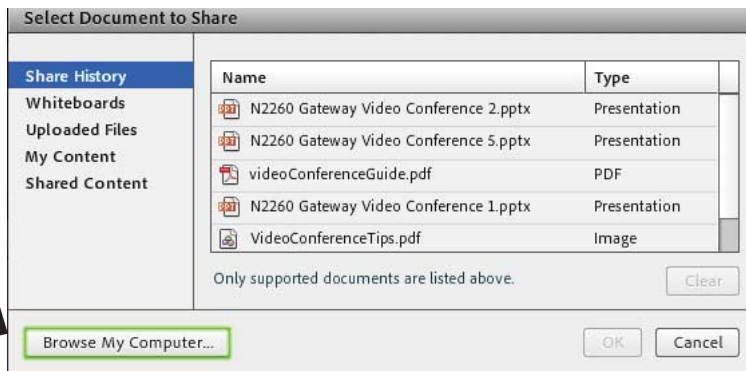 Select Document to Share
Share History
Whiteboards
Uploaded Files
My Content
Shared Content
Name Type
N2260 Gateway Video Conference 2.pptx Presentation
N2260 Gateway Video Conference 5.pptx Presentation
videoConferenceGuide.pdf PDF
N2260 Gateway Video Conference 1.pptx Presentation
VideoConferenceTips.pdf Image
Only supported documents are listed above. Clear
Browse My Computer... OK Cancel